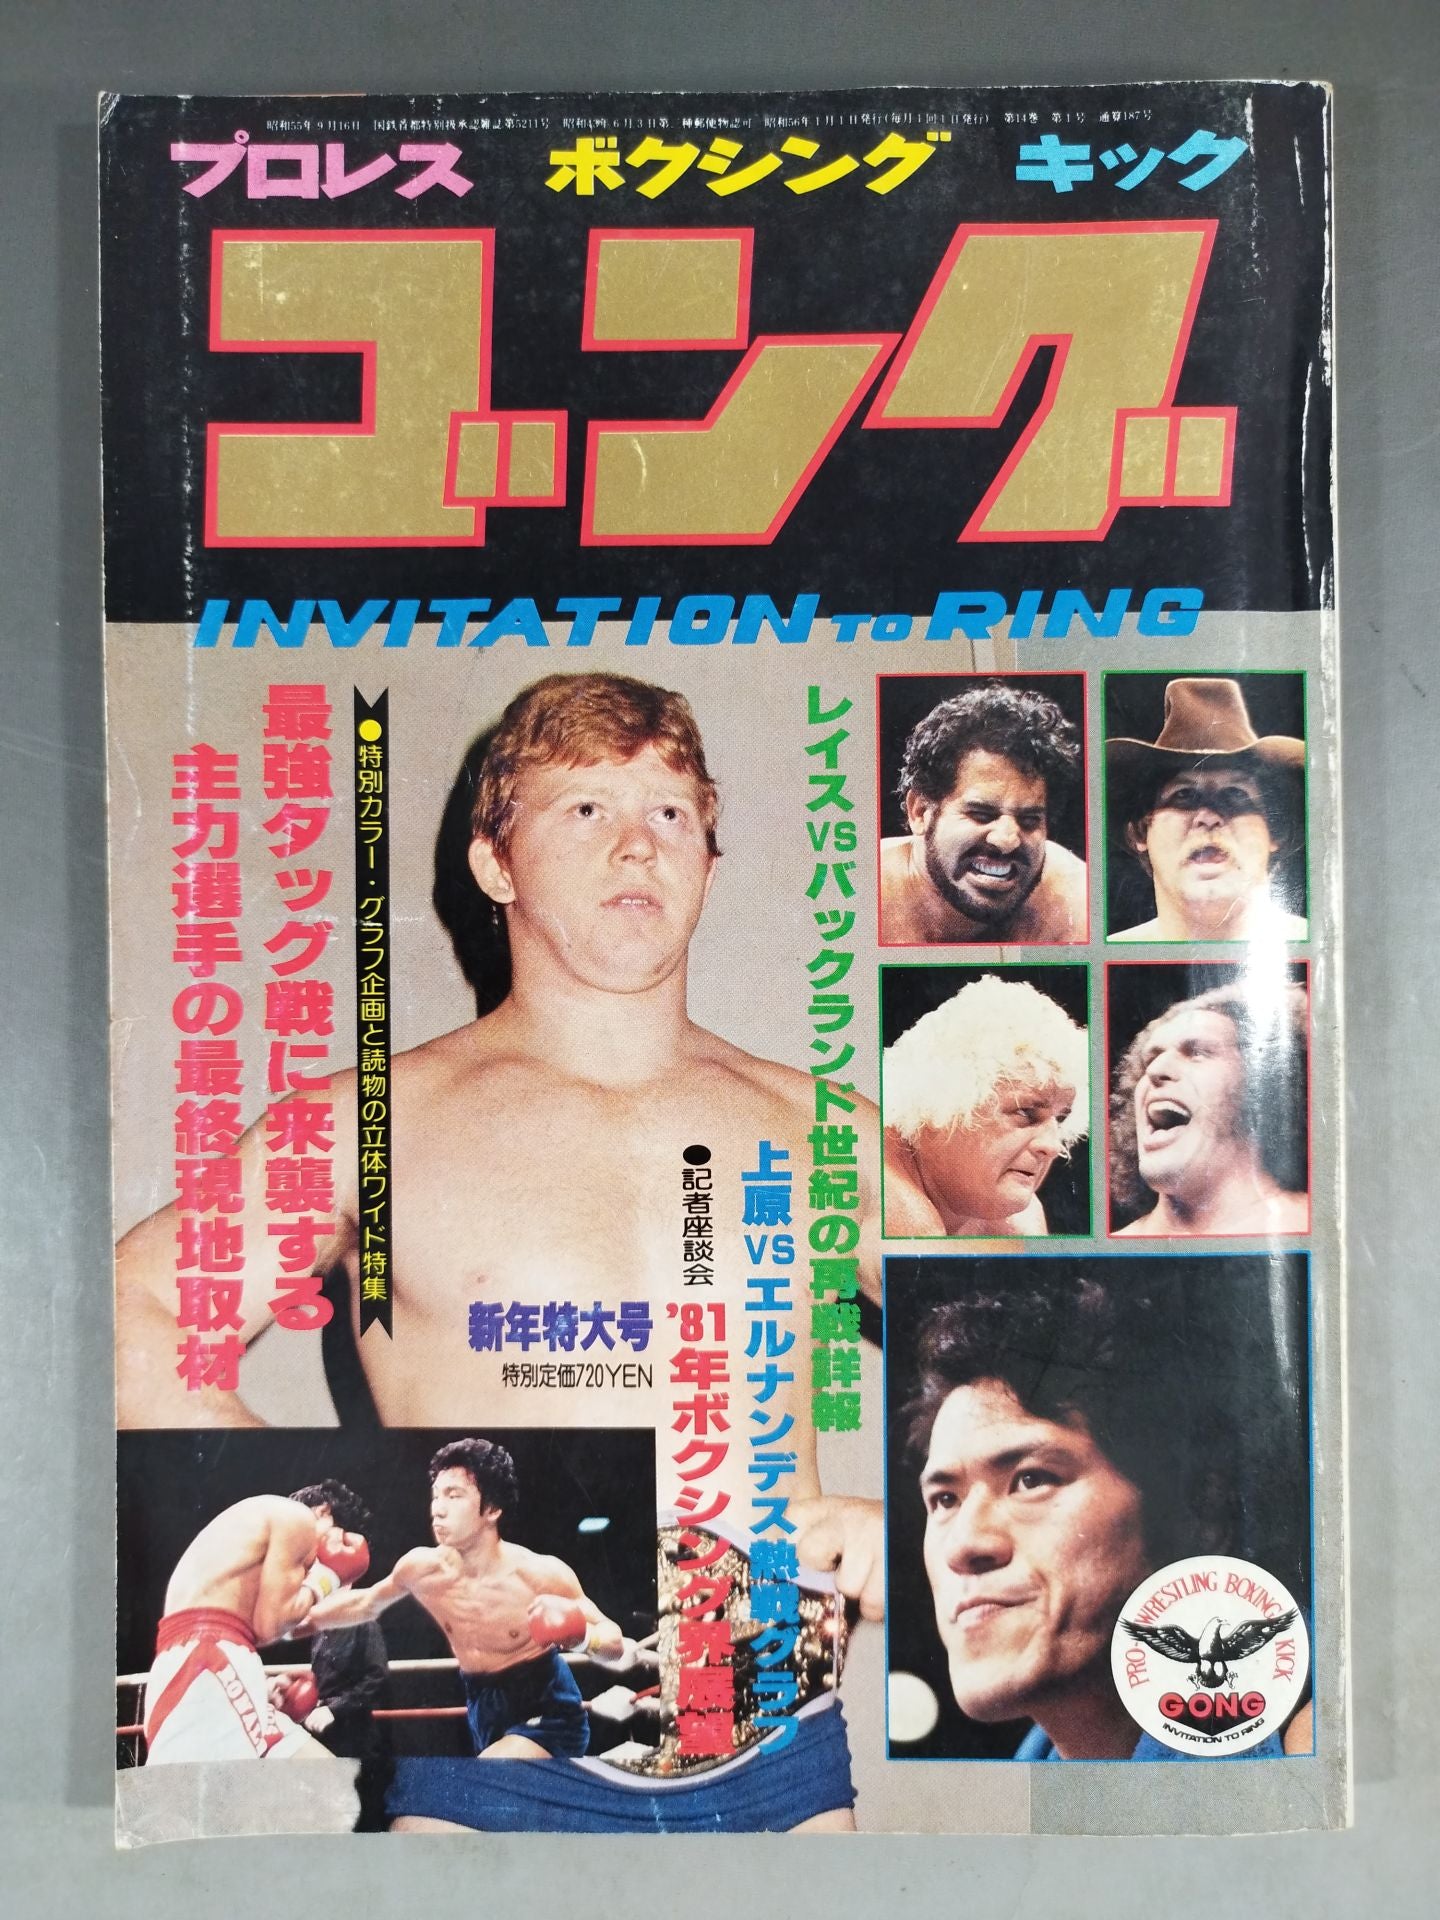 昭和55年9月16日 国鉄首都特別扱承認雑誌第5211号 昭和43年6月3日第三種郵便物認可 昭和56年1月1日発行(毎月1回1日発行) 第14巻 第1号 通算187号
プロレス ボクシング キック
ゴング
INVITATION TO RING
レイスVSバックランド世紀の再戦詳報
●特別カラー・グラフ企画と読物の立体ワイド特集
最強タッグ戦に来襲する
主力選手の最終現地取材
上原VSエルナンデス熱戦グラフ
●記者座談会
'81年ボクシング界展望
新年特大号
特別定価720YEN
PRO-WRESTLING BOXING KICK
GONG
INVITATION TO RING